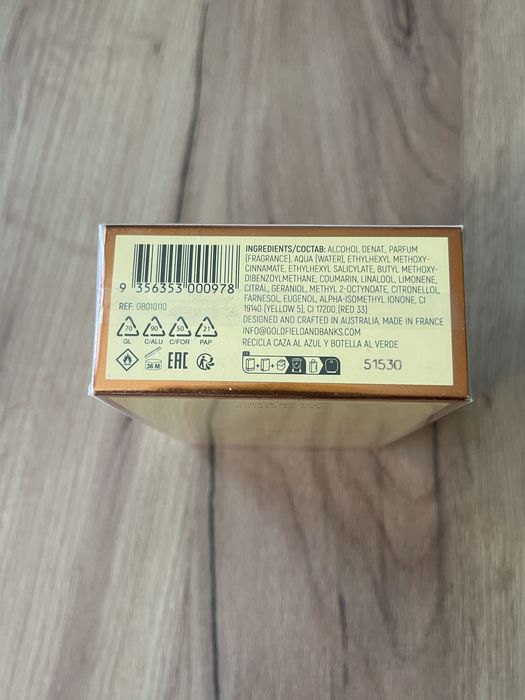 INGREDIENTS/СОСТАВ: ALCOHOL DENAT., PARFUM
(FRAGRANCE), AQUA (WATER), ETHYLHEXYL METHOXY-
CINNAMATE, ETHYLHEXYL SALICYLATE, BUTYL METHOXY-
DIBENZOYLMETHANE, COUMARIN, LINALOOL, LIMONENE,
CITRAL, GERANIOL, METHYL 2-OCTYNOATE, CITRONELLOL,
FARNESOL, EUGENOL, ALPHA-ISOMETHYL IONONE, CI
19140 (YELLOW 5), CI 17200 (RED 33)
DESIGNED AND CRAFTED IN AUSTRALIA, MADE IN FRANCE
INFO@GOLDFIELDANDBANKS.COM
RECICLA CAZA AL AZUL Y BOTELLA AL VERDE
9 356353 000978
REF: GB010110
70 90 50 21
GL C/ALU C/FOR PAP
36 M EAC
51530